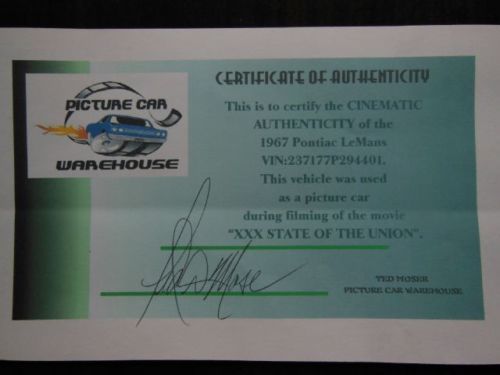 PICTURE CAR
WAREHOUSE
CERTIFICATE OF AUTHENTICITY
This is to certify the CINEMATIC
AUTHENTICITY of the
1967 Pontiac LeMans
VIN:237177P294401.
This vehicle was used
as a picture car
during filming of the movie
"XXX STATE OF THE UNION".
TED MOSER
PICTURE CAR WAREHOUSE